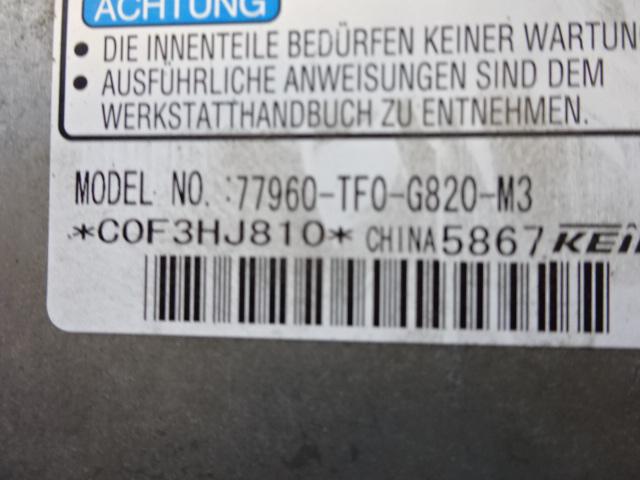 ACHTUNG
• DIE INNENTEILE BEDÜRFEN KEINER WARTUN
• AUSFÜHRLICHE ANWEISUNGEN SIND DEM
WERKSTATTHANDBUCH ZU ENTNEHMEN.
MODEL NO. :77960-TF0-G820-M3
*C0F3HJ810* CHINA 5867 KEI